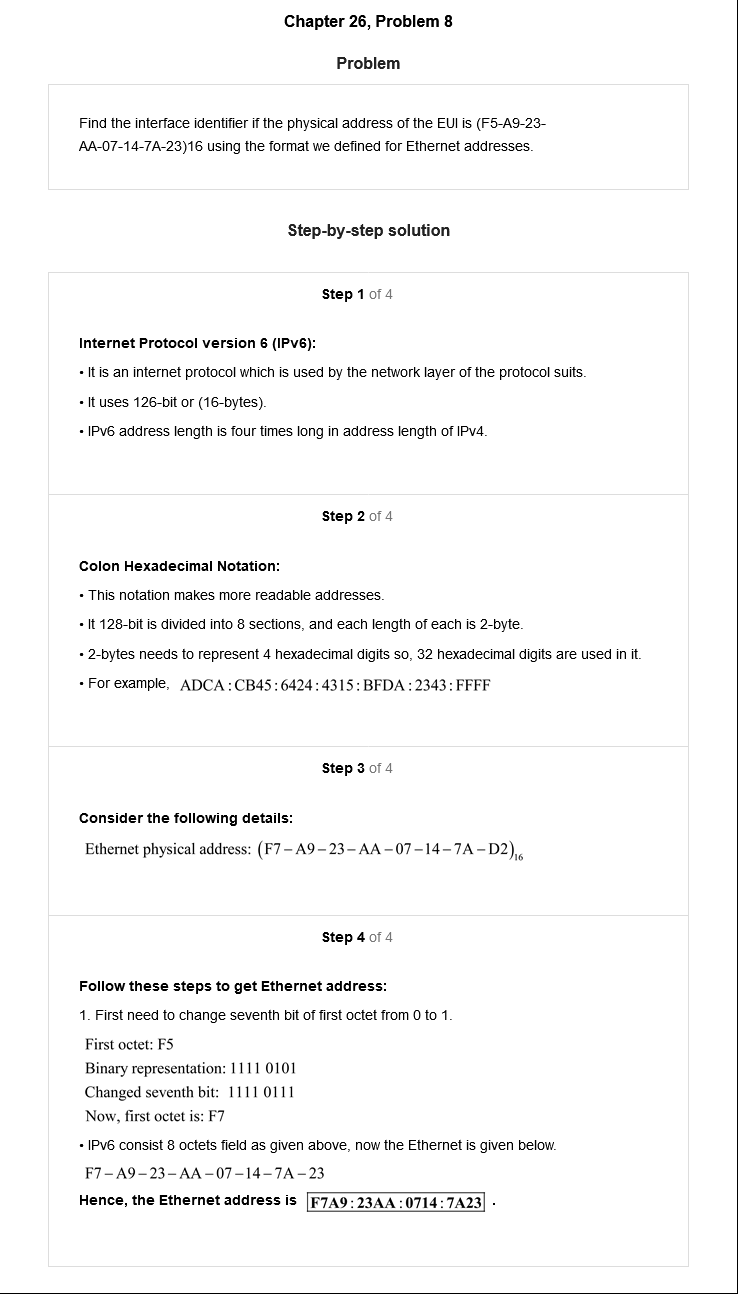 Chapter 26, Problem 8
Problem
Find the interface identifier if the physical address of the EUI is (F5-A9-23-
AA-07-14-7A-23)16 using the format we defined for Ethernet addresses.
Step-by-step solution
Step 1 of 4
Internet Protocol version 6 (IPv6):
• It is an internet protocol which is used by the network layer of the protocol suits.
• It uses 126-bit or (16-bytes).
• IPv6 address length is four times long in address length of IPv4.
Step 2 of 4
Colon Hexadecimal Notation:
• This notation makes more readable addresses.
• It 128-bit is divided into 8 sections, and each length of each is 2-byte.
• 2-bytes needs to represent 4 hexadecimal digits so, 32 hexadecimal digits are used in it.
• For example, ADCA : CB45 : 6424 : 4315 : BFDA : 2343 : FFFF
Step 3 of 4
Consider the following details:
Ethernet physical address: (F7 – A9 – 23 – AA – 07 – 14 – 7A – D2)16
Step 4 of 4
Follow these steps to get Ethernet address:
1. First need to change seventh bit of first octet from 0 to 1.
First octet: F5
Binary representation: 1111 0101
Changed seventh bit: 1111 0111
Now, first octet is: F7
• IPv6 consist 8 octets field as given above, now the Ethernet is given below.
F7 – A9 – 23 – AA – 07 – 14 – 7A – 23
Hence, the Ethernet address is F7A9 : 23AA : 0714 : 7A23 .